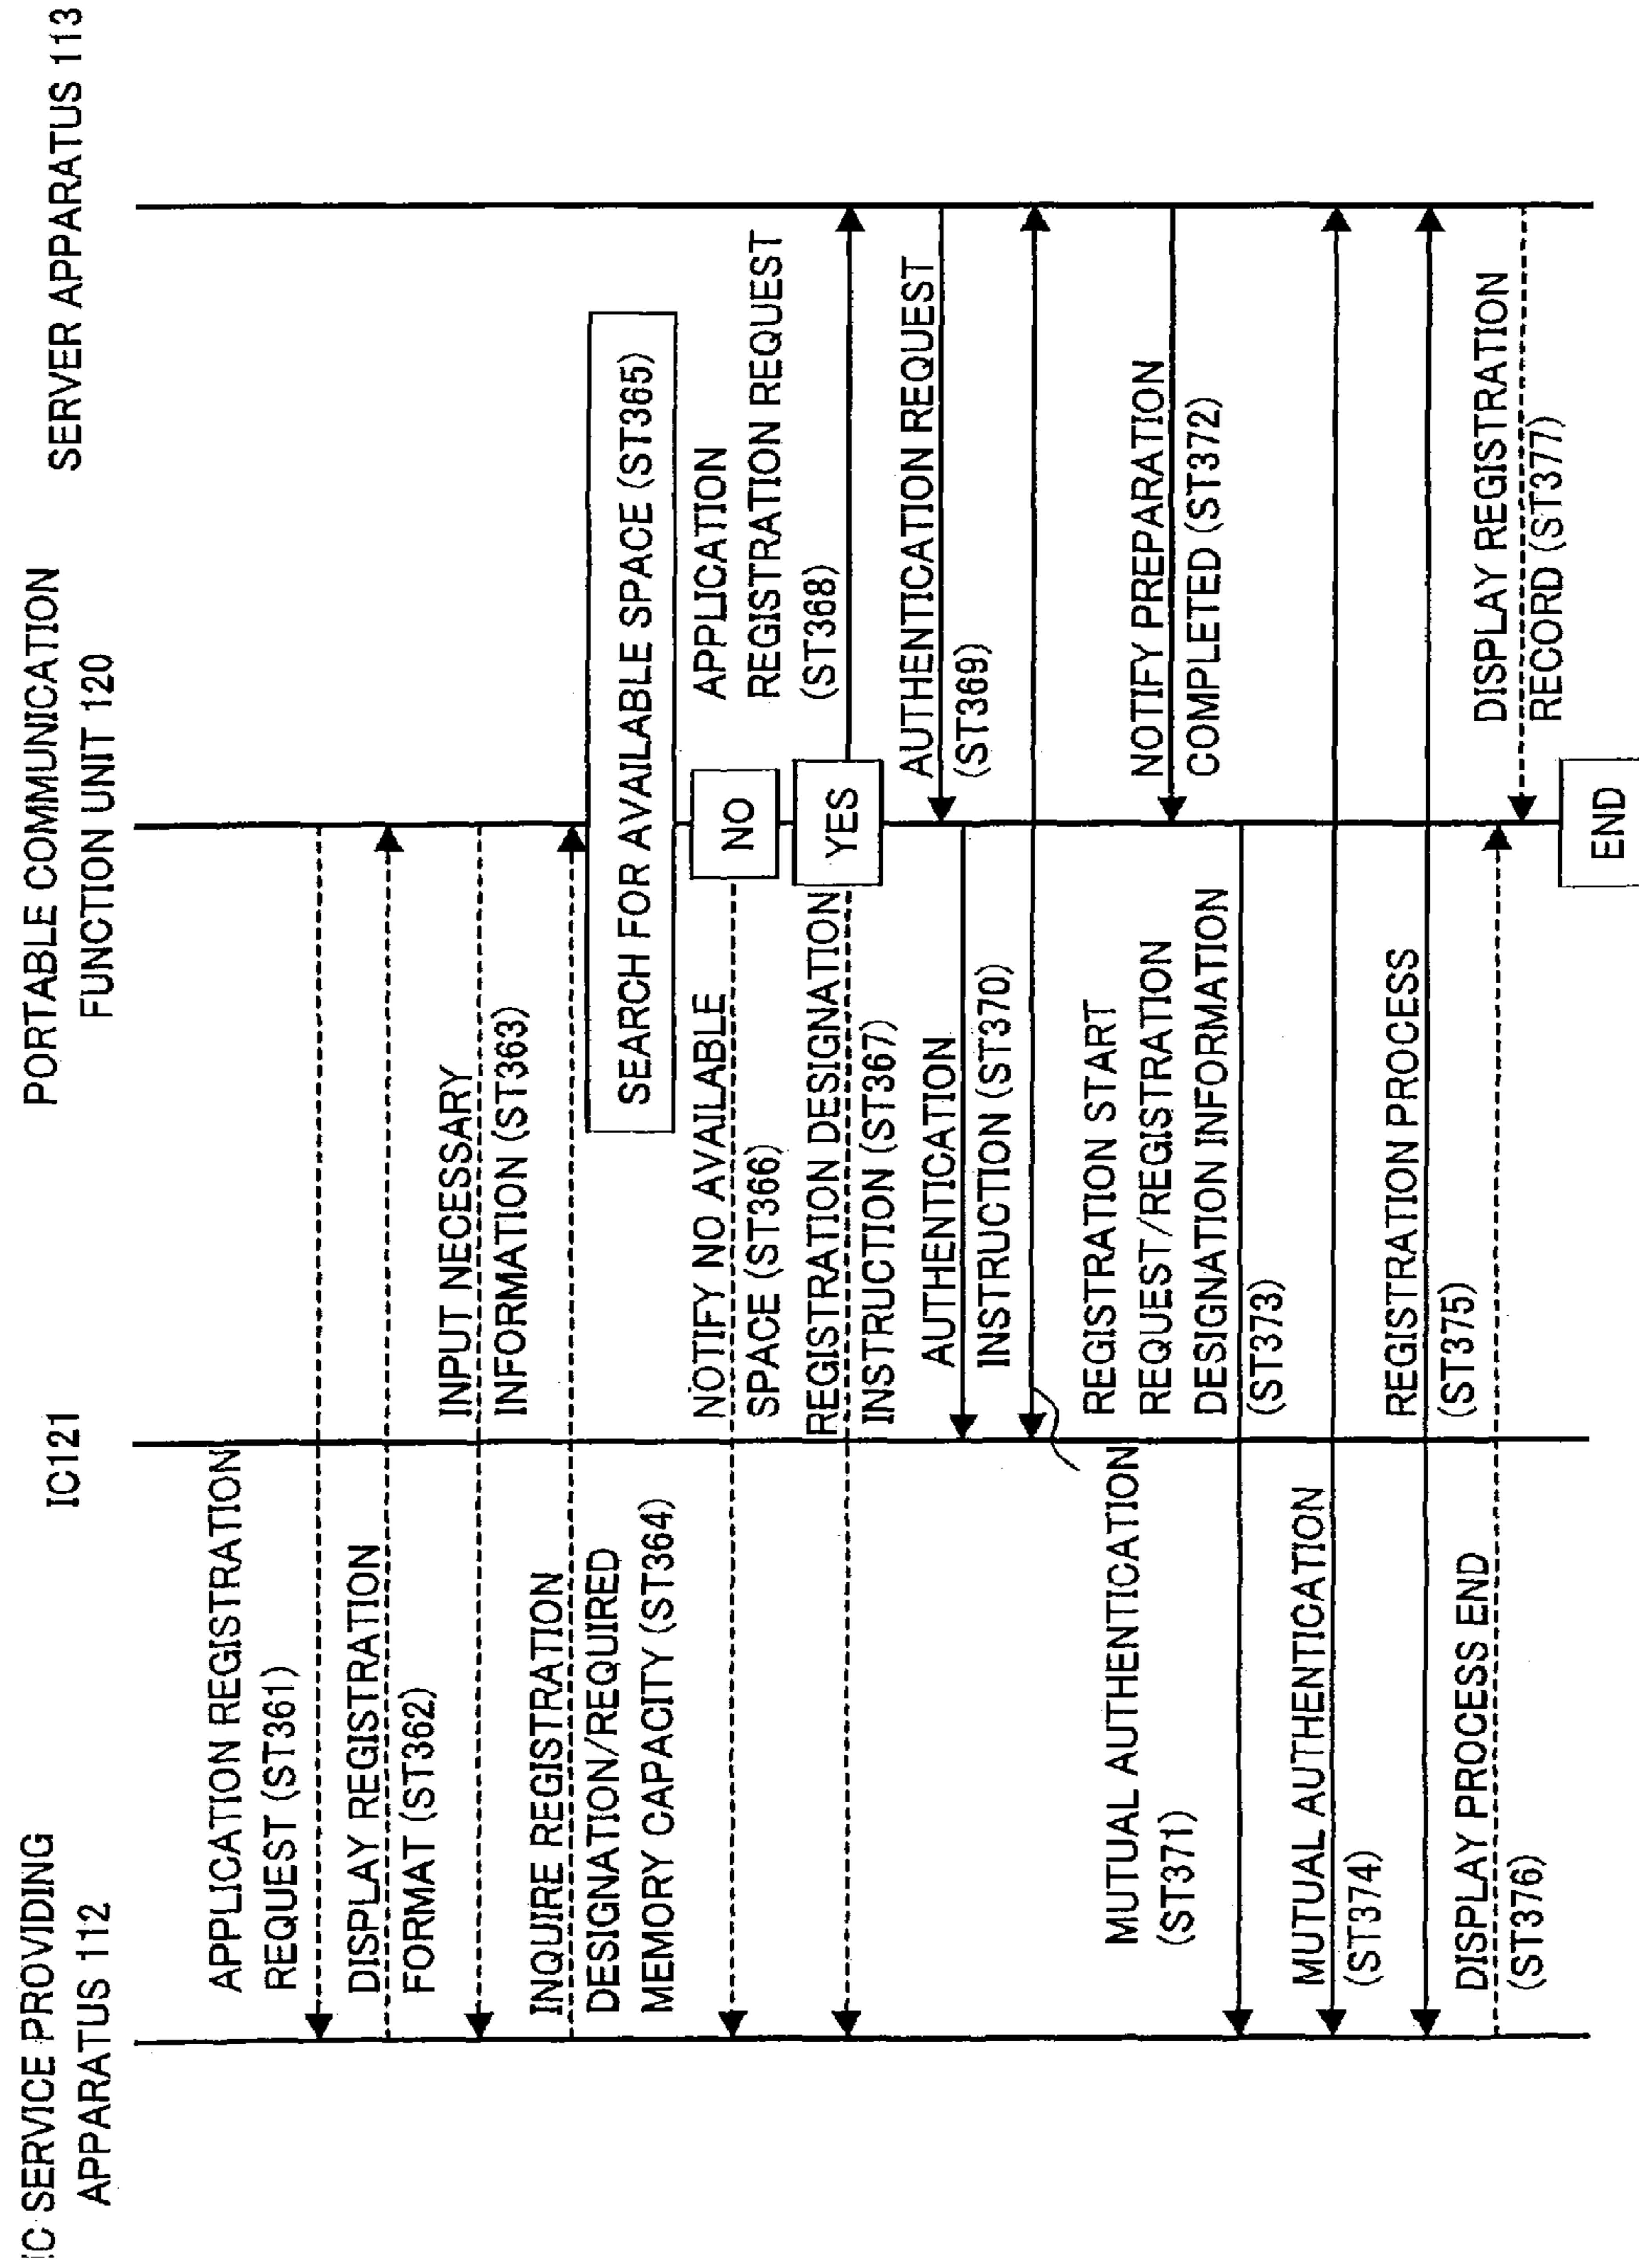 IC SERVICE PROVIDING
APPARATUS 112
IC121
PORTABLE COMMUNICATION
FUNCTION UNIT 120
SERVER APPARATUS 113
APPLICATION REGISTRATION
REQUEST (ST361)
DISPLAY REGISTRATION
FORMAT (ST362)
INPUT NECESSARY
INFORMATION (ST363)
INQUIRE REGISTRATION
DESIGNATION/REQUIRED
MEMORY CAPACITY (ST364)
SEARCH FOR AVAILABLE SPACE (ST365)
NOTIFY NO AVAILABLE
SPACE (ST366)
NO
REGISTRATION DESIGNATION
INSTRUCTION (ST367)
YES
APPLICATION
REGISTRATION REQUEST
(ST368)
AUTHENTICATION REQUEST
(ST369)
AUTHENTICATION
INSTRUCTION (ST370)
MUTUAL AUTHENTICATION
(ST371)
NOTIFY PREPARATION
COMPLETED (ST372)
REGISTRATION START
REQUEST/REGISTRATION
DESIGNATION INFORMATION
(ST373)
MUTUAL AUTHENTICATION
(ST374)
REGISTRATION PROCESS
(ST375)
DISPLAY PROCESS END
(ST376)
DISPLAY REGISTRATION
RECORD (ST377)
END